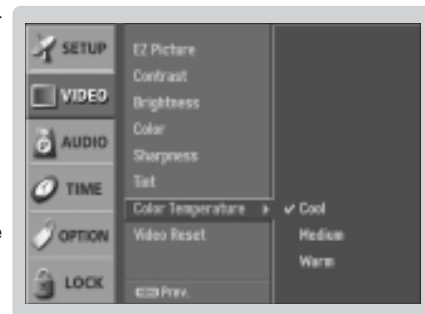 SETUP
VIDEO
AUDIO
TIME
OPTION
LOCK
EZ Picture
Contrast
Brightness
Color
Sharpness
Tint
Color Temperature
Video Reset
Prev.
✓ Cool
Medium
Warm